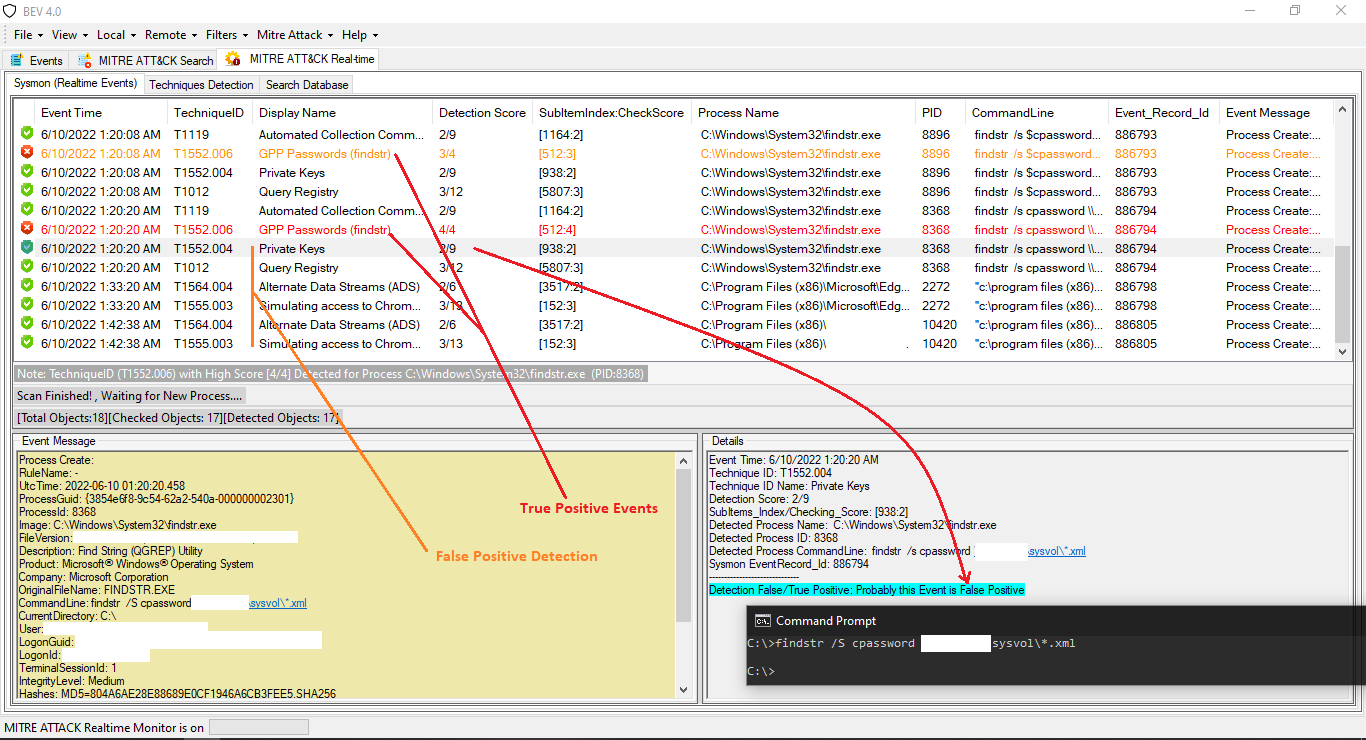 BEV 4.0
File View Local Remote Filters Mitre Attack Help
Events MITRE ATT&CK Search MITRE ATT&CK Real-time
Sysmon (Realtime Events) Techniques Detection Search Database
Event Time TechniqueID Display Name Detection Score SubItemIndex:CheckScore Process Name PID CommandLine Event_Record_Id Event Message
6/10/2022 1:20:08 AM T1119 Automated Collection Comm... 2/9 [1164:2] C:\Windows\System32\findstr.exe 8896 findstr /s $cpassword... 886793 Process Create:...
6/10/2022 1:20:08 AM T1552.006 GPP Passwords (findstr) 3/4 [512:3] C:\Windows\System32\findstr.exe 8896 findstr /s $cpassword... 886793 Process Create:...
6/10/2022 1:20:08 AM T1552.004 Private Keys 2/9 [938:2] C:\Windows\System32\findstr.exe 8896 findstr /s $cpassword... 886793 Process Create:...
6/10/2022 1:20:08 AM T1012 Query Registry 3/12 [5807:3] C:\Windows\System32\findstr.exe 8896 findstr /s $cpassword... 886793 Process Create:...
6/10/2022 1:20:20 AM T1119 Automated Collection Comm... 2/9 [1164:2] C:\Windows\System32\findstr.exe 8368 findstr /s cpassword \\... 886794 Process Create:...
6/10/2022 1:20:20 AM T1552.006 GPP Passwords (findstr) 4/4 [512:4] C:\Windows\System32\findstr.exe 8368 findstr /s cpassword \\... 886794 Process Create:...
6/10/2022 1:20:20 AM T1552.004 Private Keys 2/9 [938:2] C:\Windows\System32\findstr.exe 8368 findstr /s cpassword \\... 886794 Process Create:...
6/10/2022 1:20:20 AM T1012 Query Registry 3/12 [5807:3] C:\Windows\System32\findstr.exe 8368 findstr /s cpassword \\... 886794 Process Create:...
6/10/2022 1:33:20 AM T1564.004 Alternate Data Streams (ADS) 2/6 [3517:2] C:\Program Files (x86)\Microsoft\Edg... 2272 "c:\program files (x86)... 886798 Process Create:...
6/10/2022 1:33:20 AM T1555.003 Simulating access to Chrom... 3/13 [152:3] C:\Program Files (x86)\Microsoft\Edg... 2272 "c:\program files (x86)... 886798 Process Create:...
6/10/2022 1:42:38 AM T1564.004 Alternate Data Streams (ADS) 2/6 [3517:2] C:\Program Files (x86)\ 10420 "c:\program files (x86)... 886805 Process Create:...
6/10/2022 1:42:38 AM T1555.003 Simulating access to Chrom... 3/13 [152:3] C:\Program Files (x86)\ . 10420 "c:\program files (x86)... 886805 Process Create:...
Note: TechniqueID (T1552.006) with High Score [4/4] Detected for Process C:\Windows\System32\findstr.exe (PID:8368)
Scan Finished! , Waiting for New Process....
[Total Objects:18][Checked Objects: 17][Detected Objects: 17]
Event Message
Process Create:
RuleName: -
UtcTime: 2022-06-10 01:20:20.458
ProcessGuid: {3854e6f8-9c54-62a2-540a-000000002301}
ProcessId: 8368
Image: C:\Windows\System32\findstr.exe
FileVersion:
Description: Find String (QGREP) Utility
Product: Microsoft® Windows® Operating System
Company: Microsoft Corporation
OriginalFileName: FINDSTR.EXE
CommandLine: findstr /S cpassword \sysvol\*.xml
CurrentDirectory: C:\
User:
LogonGuid:
LogonId:
TerminalSessionId: 1
IntegrityLevel: Medium
Hashes: MD5=804A6AE28E88689E0CF1946A6CB3FEE5,SHA256
True Positive Events
False Positive Detection
Details
Event Time: 6/10/2022 1:20:20 AM
Technique ID: T1552.004
Technique ID Name: Private Keys
Detection Score: 2/9
SubItems_Index/Checking_Score: [938:2]
Detected Process Name: C:\Windows\System32\findstr.exe
Detected Process ID: 8368
Detected Process CommandLine: findstr /s cpassword \sysvol\*.xml
Sysmon EventRecord_Id: 886794
------------------------------
Detection False/True Positive: Probably this Event is False Positive
Command Prompt
C:\>findstr /S cpassword sysvol\*.xml
C:\>
MITRE ATTACK Realtime Monitor is on